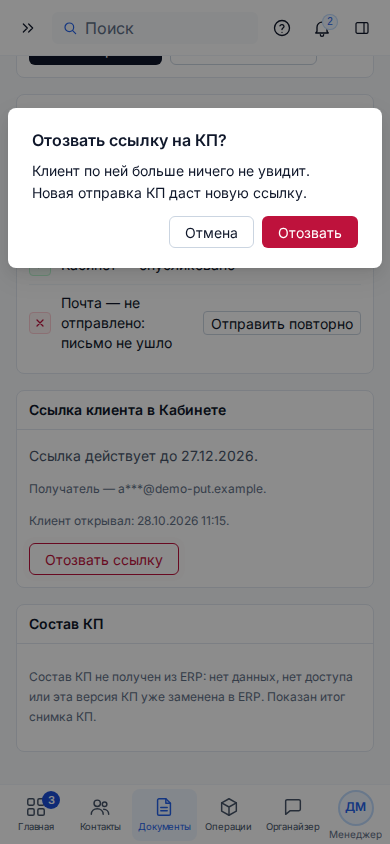 Поиск
2
Отозвать ссылку на КП?
Клиент по ней больше ничего не увидит.
Новая отправка КП даст новую ссылку.
Отмена
Отозвать
Почта — не
отправлено:
письмо не ушло
Отправить повторно
Ссылка клиента в Кабинете
Ссылка действует до 27.12.2026.
Получатель — a***@demo-put.example.
Клиент открывал: 28.10.2026 11:15.
Отозвать ссылку
Состав КП
Состав КП не получен из ERP: нет данных, нет доступа
или эта версия КП уже заменена в ERP. Показан итог
снимка КП.
3
Главная
Контакты
Документы
Операции
Органайзер
ДМ
Менеджер